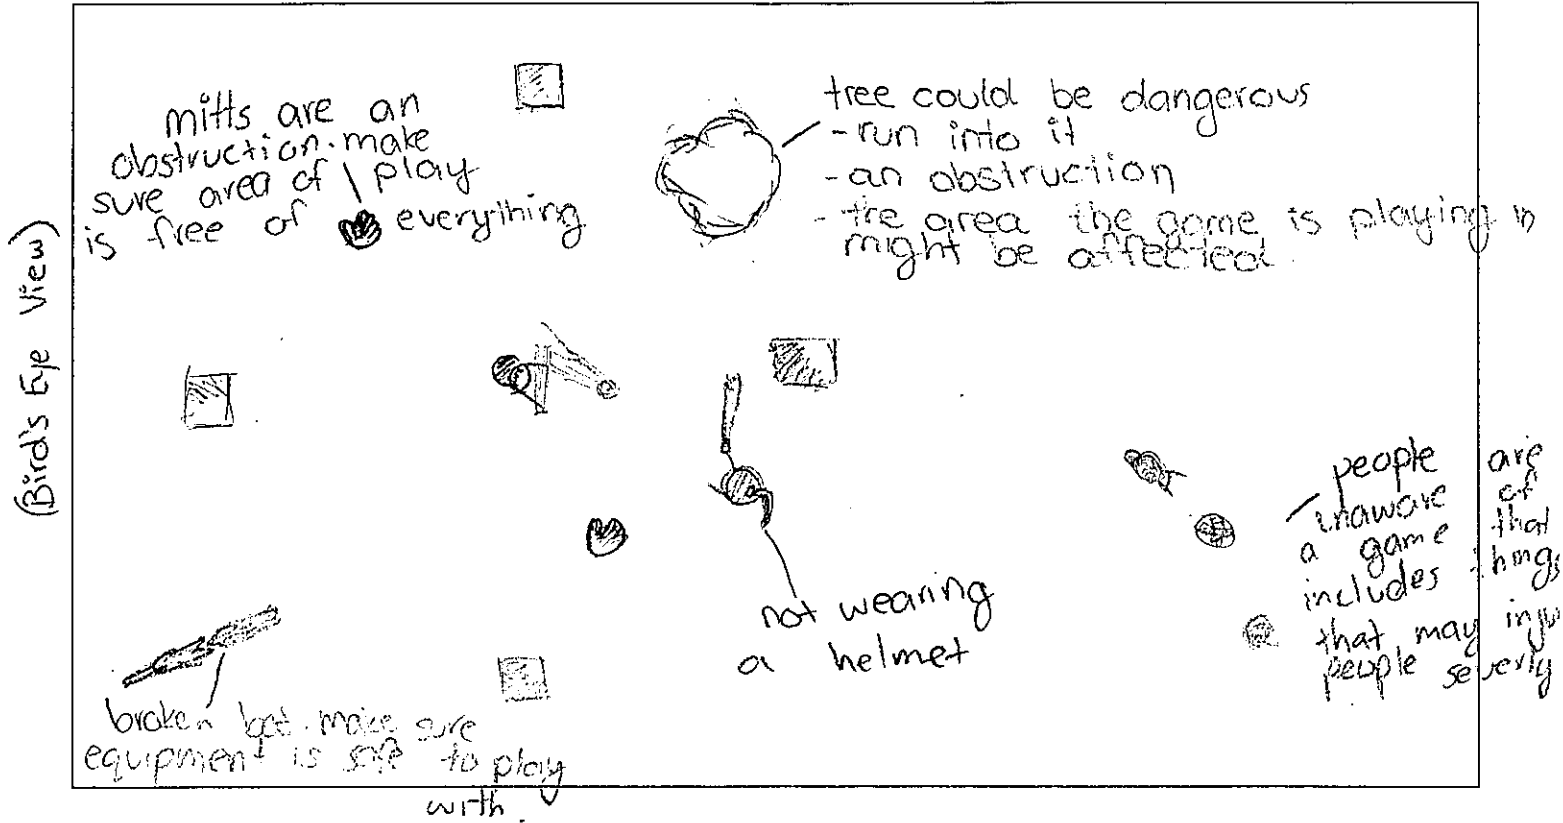 (Bird's Eye View)
mitts are an
obstruction. make
sure area of play
is free of everything
tree could be dangerous
- run into it
- an obstruction
- the area the game is playing in
might be affected.
not wearing
a helmet
people are
inaware of
a game that
includes things
that may inju
people severly
broken bat. make sure
equipment is safe to play
with.